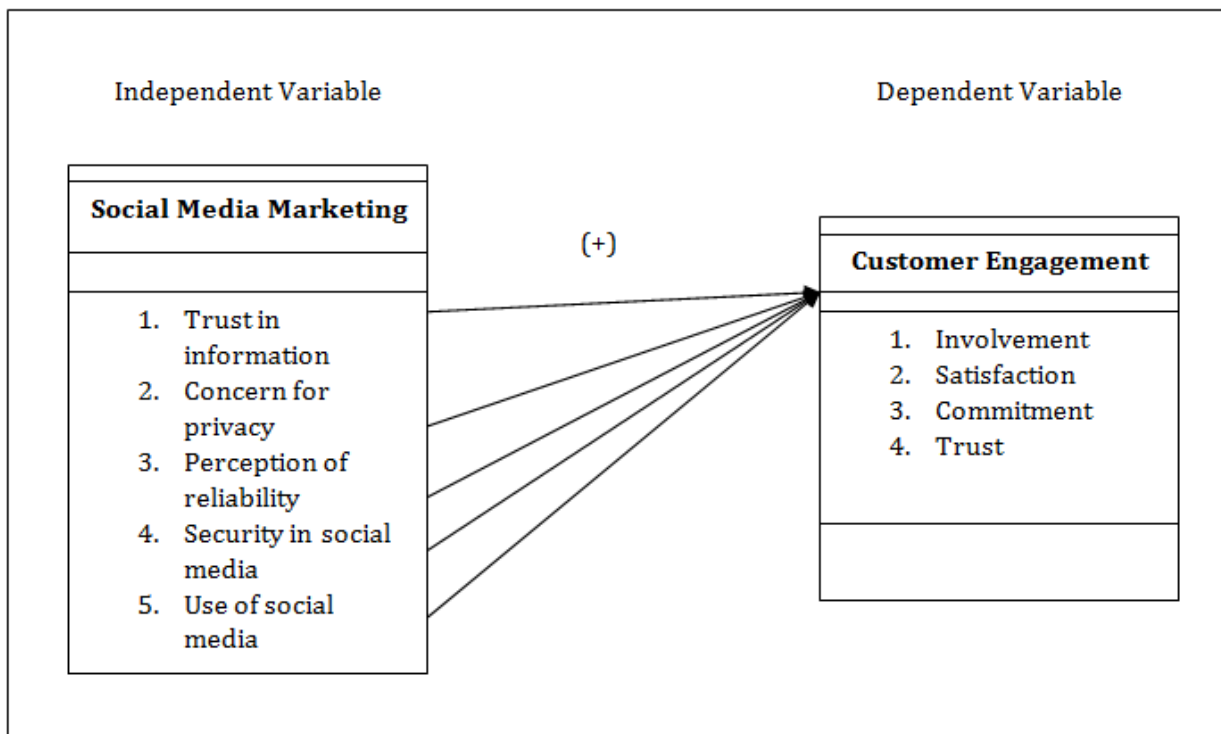 Independent Variable
Dependent Variable
Social Media Marketing
(+)
Customer Engagement
1. Trust in
information
2. Concern for
privacy
3. Perception of
reliability
4. Security in social
media
5. Use of social
media
1. Involvement
2. Satisfaction
3. Commitment
4. Trust